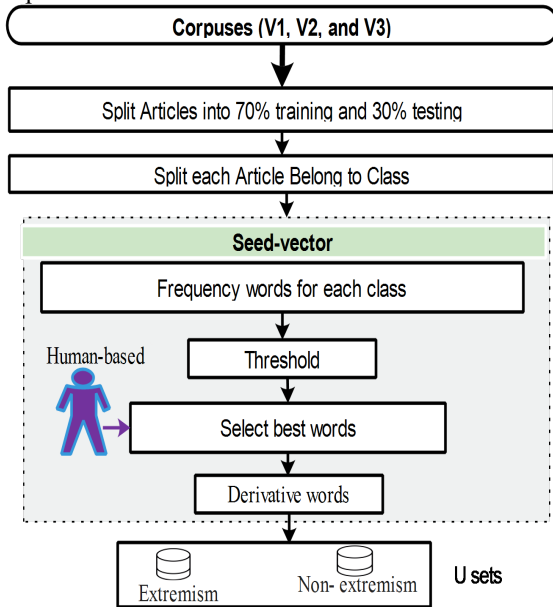 Corpuses (V1, V2, and V3)
Split Articles into 70% training and 30% testing
Split each Article Belong to Class
Seed-vector
Frequency words for each class
Human-based
Threshold
Select best words
Derivative words
Extremism
Non- extremism
U sets